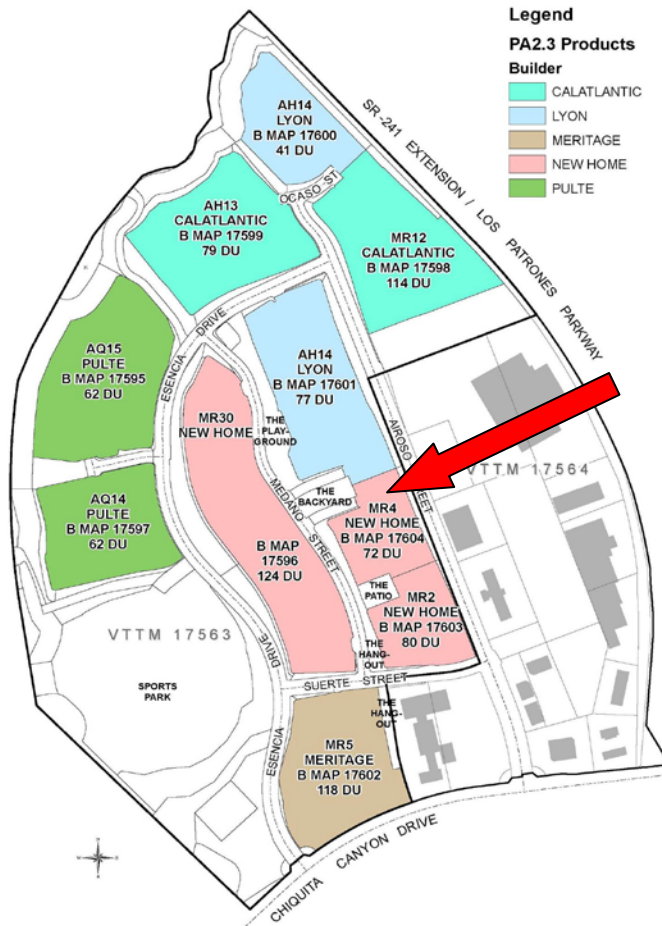 Legend
PA2.3 Products
Builder
CALATLANTIC
LYON
MERITAGE
NEW HOME
PULTE
SR-241 EXTENSION / LOS PATRONES PARKWAY
AH14
LYON
B MAP 17600
41 DU
OCASO ST
AH13
CALATLANTIC
B MAP 17599
79 DU
MR12
CALATLANTIC
B MAP 17598
114 DU
ESENCIA DRIVE
AQ15
PULTE
B MAP 17595
62 DU
AH14
LYON
B MAP 17601
77 DU
MR30
NEW HOME
THE
PLAY-
GROUND
AIROSO STREET
VTTM 17564
AQ14
PULTE
B MAP 17597
62 DU
MEDANO STREET
THE
BACKYARD
MR4
NEW HOME
B MAP 17604
72 DU
B MAP
17596
124 DU
THE
PATIO
MR2
NEW HOME
B MAP 17603
80 DU
VTTM 17563
THE
HANG-
OUT
SPORTS
PARK
ESENCIA DRIVE
SUERTE STREET
THE
HANG-
OUT
MR5
MERITAGE
B MAP 17602
118 DU
CHIQUITA CANYON DRIVE